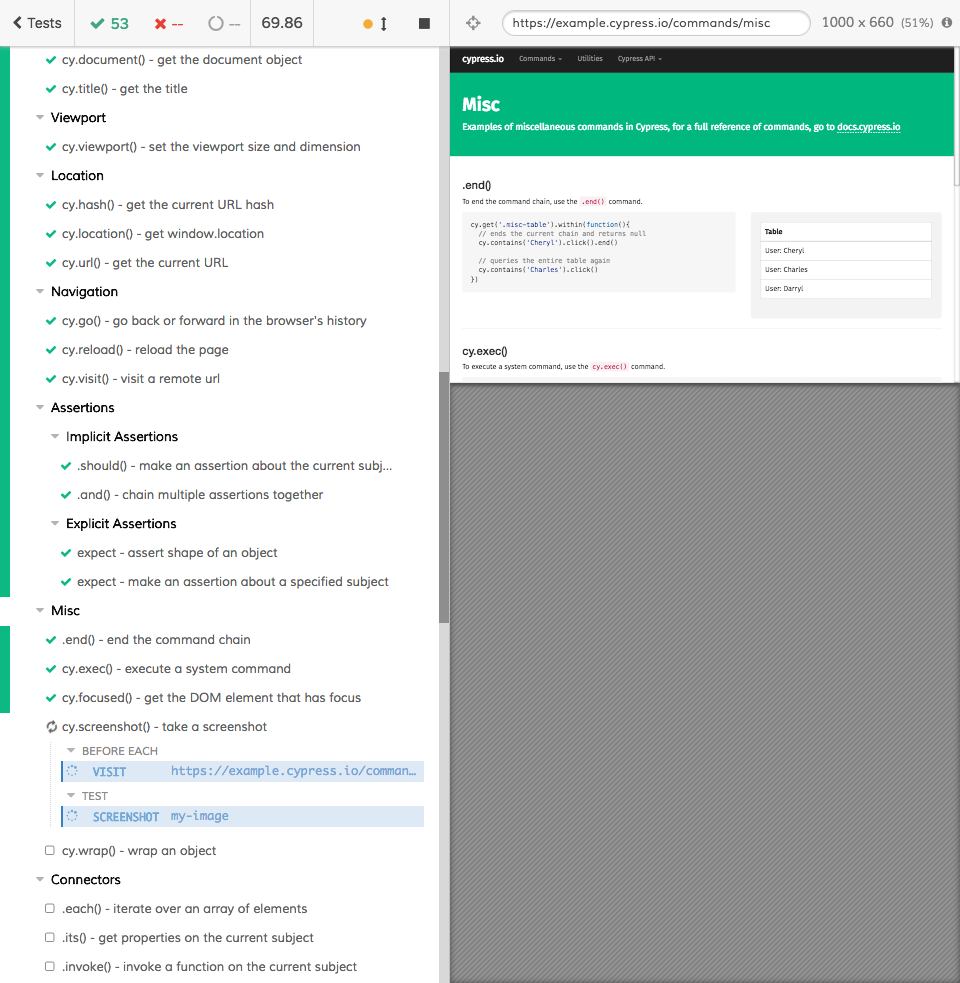 Tests 53 -- -- 69.86
cy.document() - get the document object
cy.title() - get the title
Viewport
cy.viewport() - set the viewport size and dimension
Location
cy.hash() - get the current URL hash
cy.location() - get window.location
cy.url() - get the current URL
Navigation
cy.go() - go back or forward in the browser's history
cy.reload() - reload the page
cy.visit() - visit a remote url
Assertions
Implicit Assertions
.should() - make an assertion about the current subj...
.and() - chain multiple assertions together
Explicit Assertions
expect - assert shape of an object
expect - make an assertion about a specified subject
Misc
.end() - end the command chain
cy.exec() - execute a system command
cy.focused() - get the DOM element that has focus
cy.screenshot() - take a screenshot
BEFORE EACH
VISIT https://example.cypress.io/comman...
TEST
SCREENSHOT my-image
cy.wrap() - wrap an object
Connectors
.each() - iterate over an array of elements
.its() - get properties on the current subject
.invoke() - invoke a function on the current subject
https://example.cypress.io/commands/misc 1000 x 660 (51%)
cypress.io Commands Utilities Cypress API
Misc
Examples of miscellaneous commands in Cypress, for a full reference of commands, go to docs.cypress.io
.end()
To end the command chain, use the .end() command.
cy.get('.misc-table').within(function(){
// ends the current chain and returns null
cy.contains('Cheryl').click().end()
// queries the entire table again
cy.contains('Charles').click()
})
Table
User: Cheryl
User: Charles
User: Darryl
cy.exec()
To execute a system command, use the cy.exec() command.